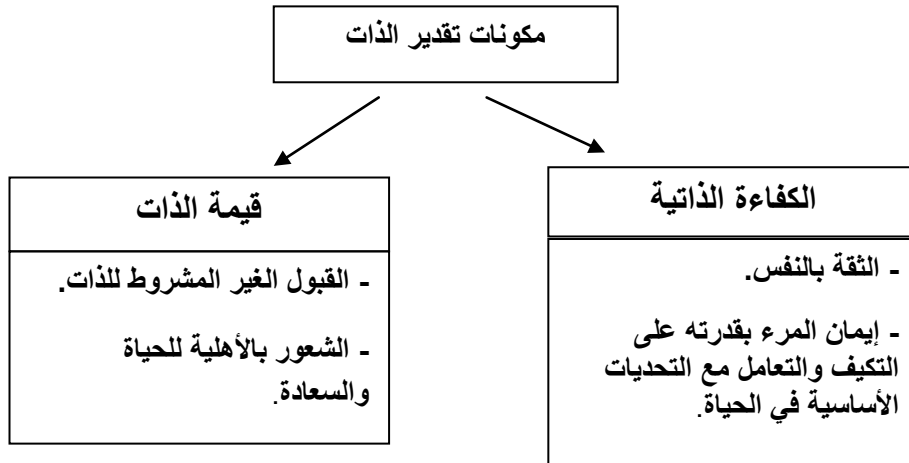 مكونات تقدير الذات
الكفاءة الذاتية
- الثقة بالنفس.
- إيمان المرء بقدرته على
التكيف والتعامل مع التحديات
الأساسية في الحياة.
قيمة الذات
- القبول الغير المشروط للذات.
- الشعور بالأهلية للحياة
والسعادة.